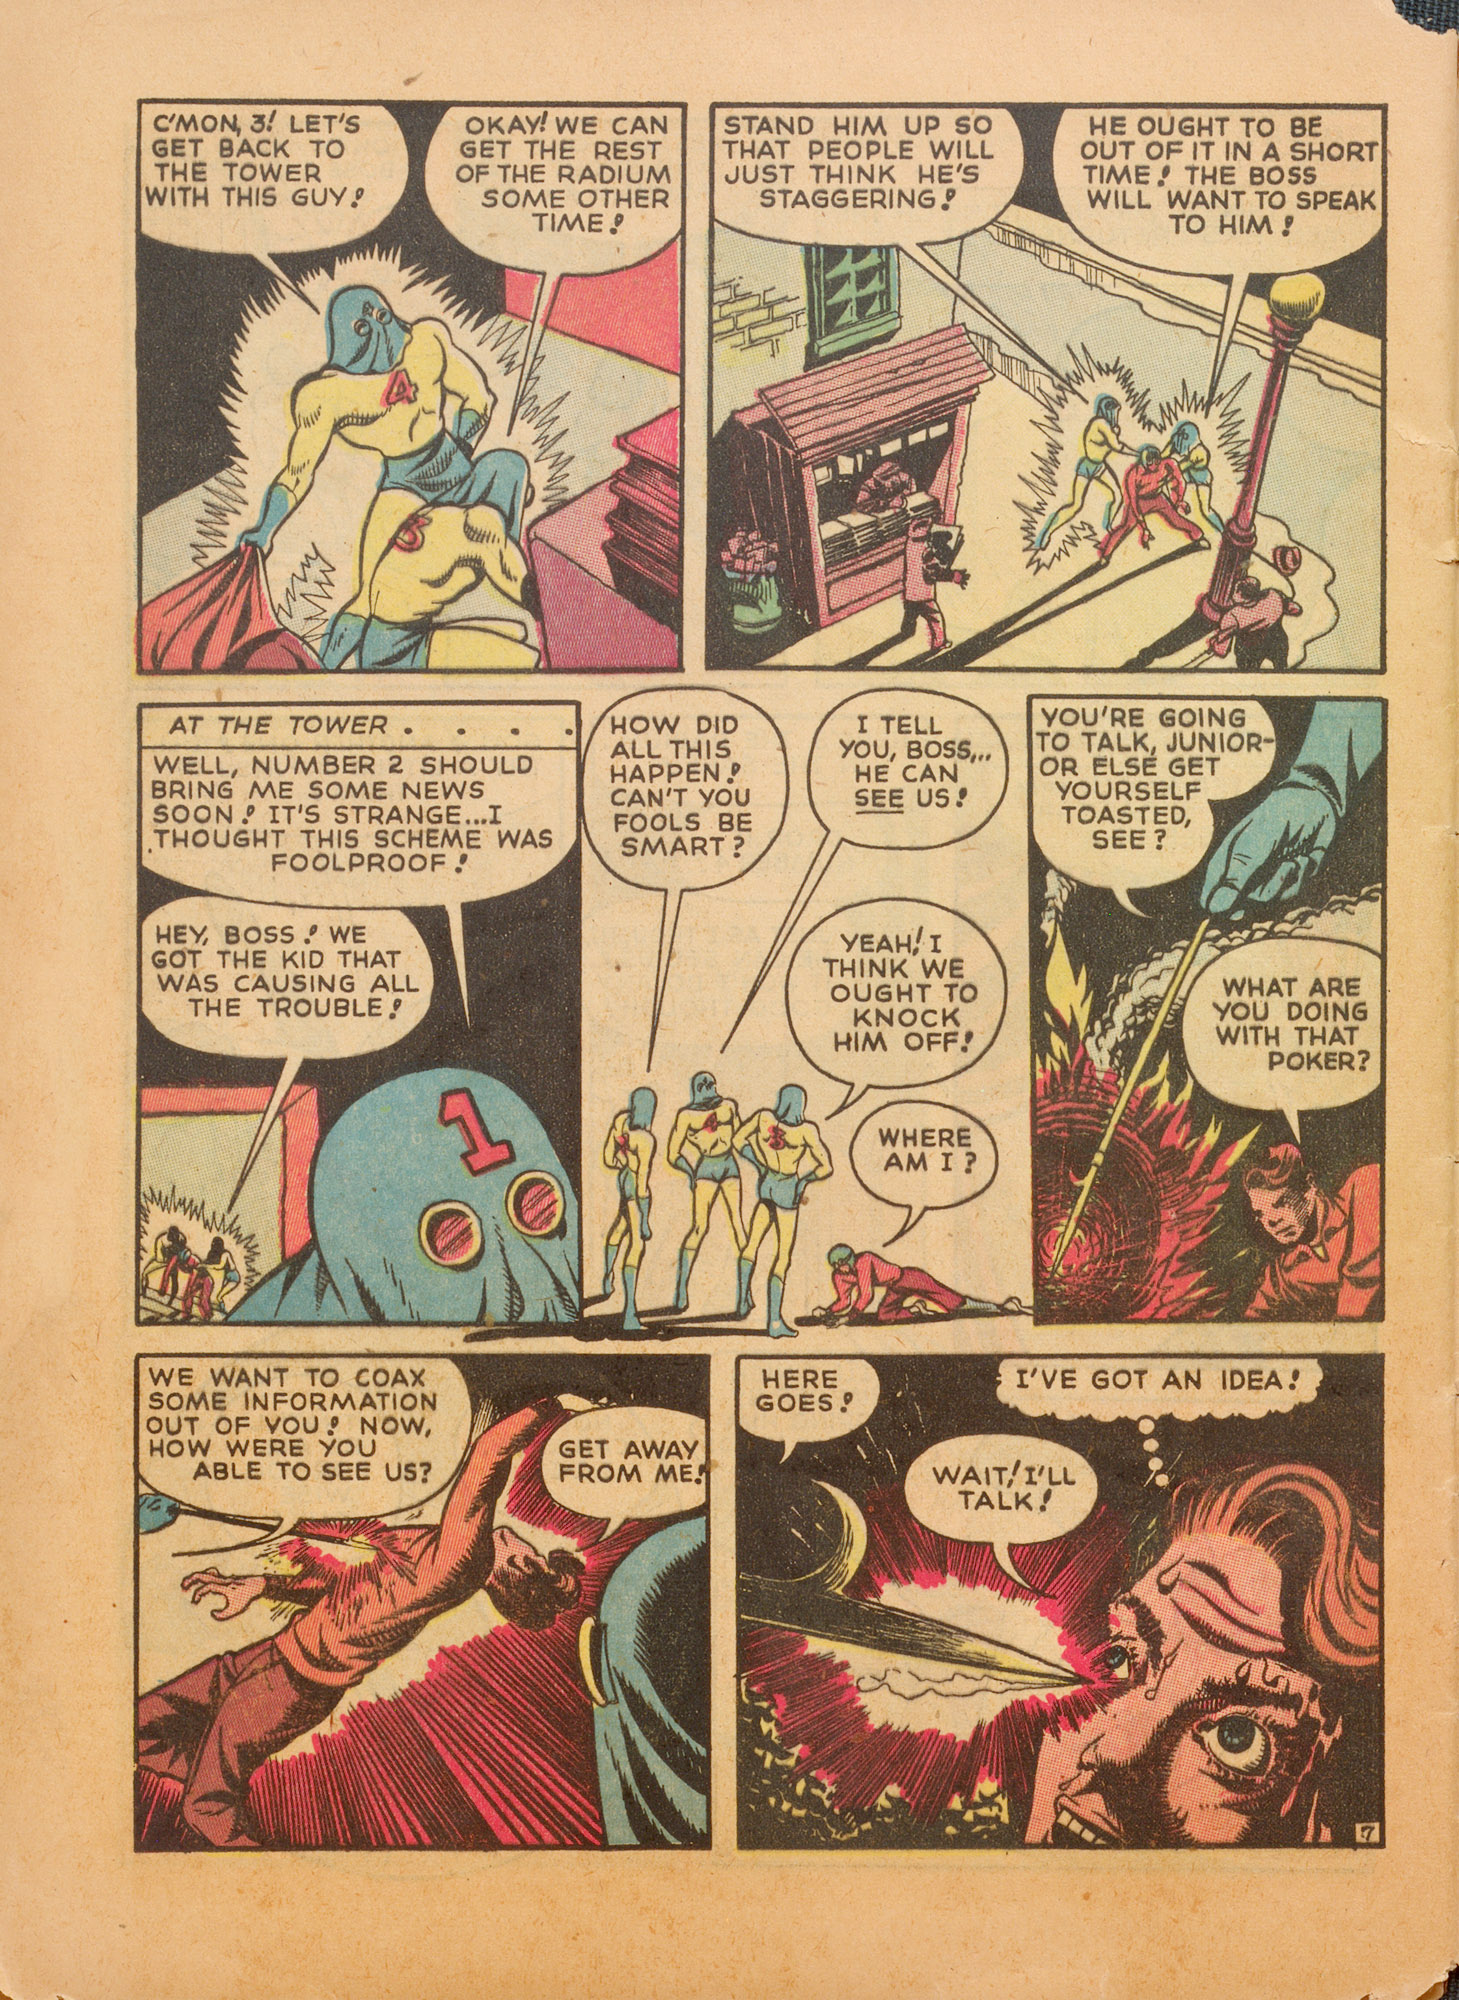 C'MON, 3! LET'S
GET BACK TO
THE TOWER
WITH THIS GUY!
OKAY! WE CAN
GET THE REST
OF THE RADIUM
SOME OTHER
TIME!
4
3
STAND HIM UP SO
THAT PEOPLE WILL
JUST THINK HE'S
STAGGERING!
HE OUGHT TO BE
OUT OF IT IN A SHORT
TIME! THE BOSS
WILL WANT TO SPEAK
TO HIM!
AT THE TOWER . . . .
WELL, NUMBER 2 SHOULD
BRING ME SOME NEWS
SOON! IT'S STRANGE...I
THOUGHT THIS SCHEME WAS
FOOLPROOF!
HEY, BOSS! WE
GOT THE KID THAT
WAS CAUSING ALL
THE TROUBLE!
1
HOW DID
ALL THIS
HAPPEN!
CAN'T YOU
FOOLS BE
SMART?
I TELL
YOU, BOSS,..
HE CAN
SEE US!
YEAH! I
THINK WE
OUGHT TO
KNOCK
HIM OFF!
4
3
WHERE
AM I?
YOU'RE GOING
TO TALK, JUNIOR-
OR ELSE GET
YOURSELF
TOASTED,
SEE?
WHAT ARE
YOU DOING
WITH THAT
POKER?
WE WANT TO COAX
SOME INFORMATION
OUT OF YOU! NOW,
HOW WERE YOU
ABLE TO SEE US?
GET AWAY
FROM ME!
HERE
GOES!
I'VE GOT AN IDEA!
WAIT! I'LL
TALK!
7